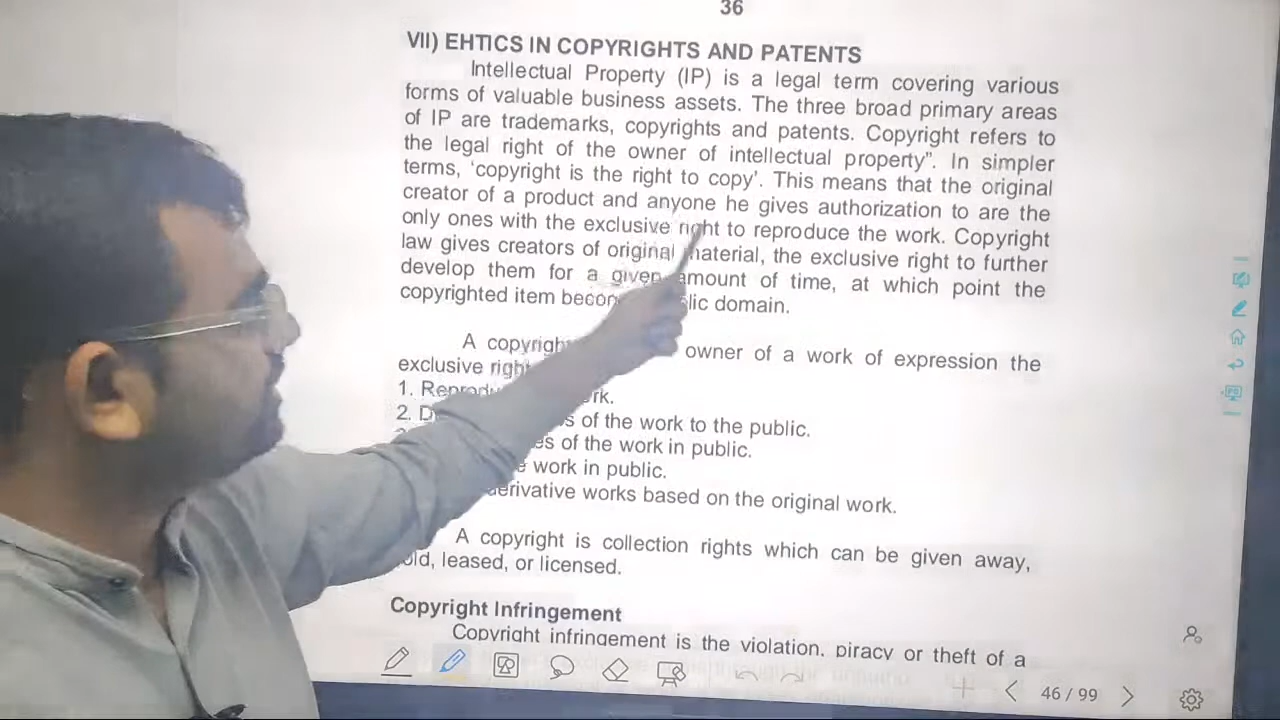 36
VII) EHTICS IN COPYRIGHTS AND PATENTS
Intellectual Property (IP) is a legal term covering various
forms of valuable business assets. The three broad primary areas
of IP are trademarks, copyrights and patents. Copyright refers to
the legal right of the owner of intellectual property”. In simpler
terms, ‘copyright is the right to copy’. This means that the original
creator of a product and anyone he gives authorization to are the
only ones with the exclusive right to reproduce the work. Copyright
law gives creators of original material, the exclusive right to further
develop them for a given amount of time, at which point the
copyrighted item domain.
A owner of a work of expression the
exclusive
1.
2. of the work to the public.
of the work in public.
work in public.
derivative works based on the original work.
A copyright is collection rights which can be given away,
leased, or licensed.
Copyright Infringement
Copyright infringement is the violation, piracy or theft of a
46 / 99